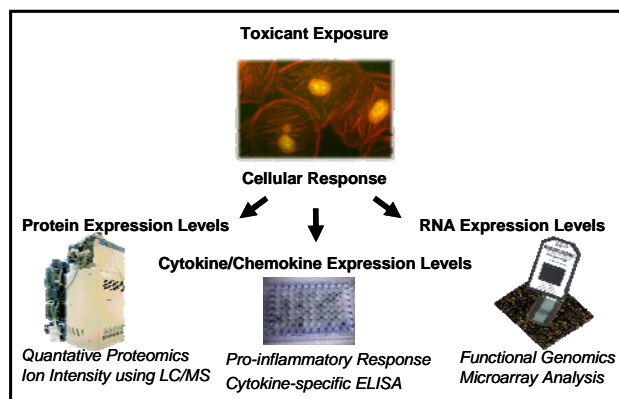 Toxicant Exposure
Cellular Response
Protein Expression Levels
RNA Expression Levels
Cytokine/Chemokine Expression Levels
Quantative Proteomics
Ion Intensity using LC/MS
Pro-inflammatory Response
Cytokine-specific ELISA
Functional Genomics
Microarray Analysis